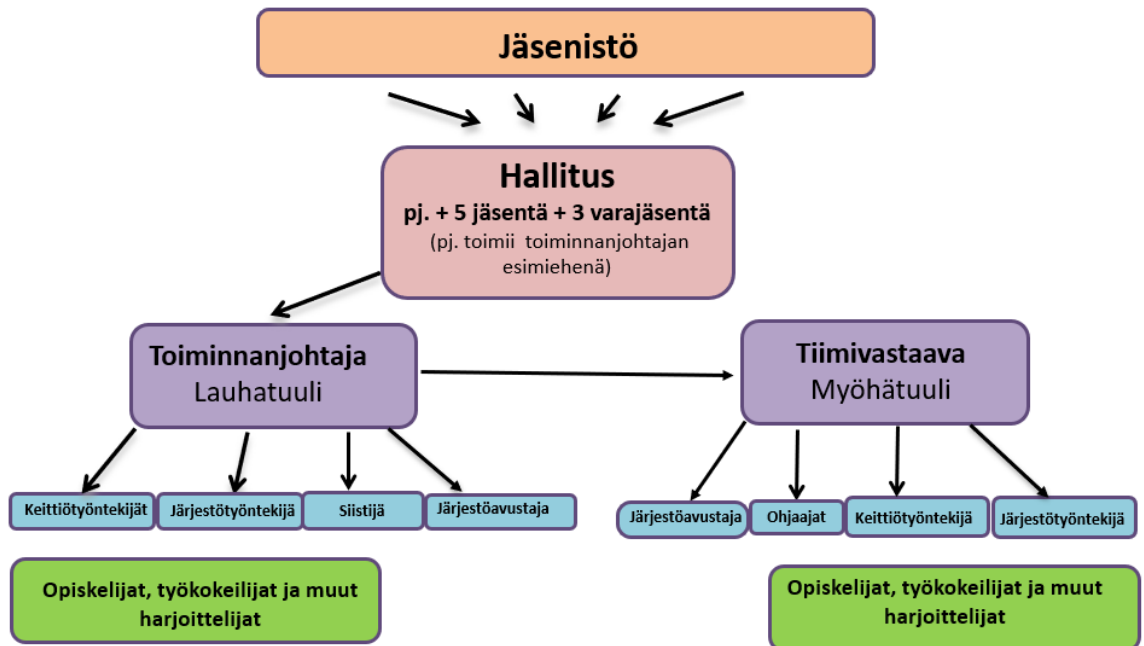 Jäsenistö
Hallitus
pj. + 5 jäsentä + 3 varajäsentä
(pj. toimii toiminnanjohtajan
esimiehenä)
Toiminnanjohtaja
Lauhatuuli
Tiimivastaava
Myöhätuuli
Keittiötyöntekijät
Järjestötyöntekijä
Siistijä
Järjestöavustaja
Järjestöavustaja
Ohjaajat
Keittiötyöntekijä
Järjestötyöntekijä
Opiskelijat, työkokeilijat ja muut
harjoittelijat
Opiskelijat, työkokeilijat ja muut
harjoittelijat